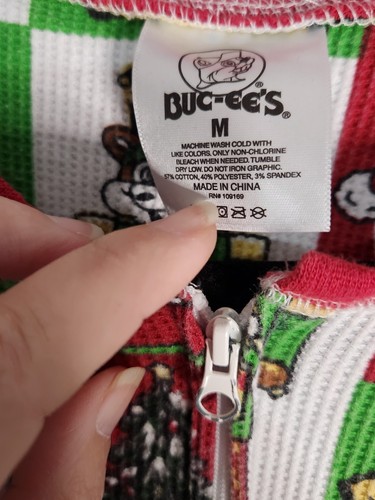 BUC-EE'S®
M
MACHINE WASH COLD WITH
LIKE COLORS. ONLY NON-CHLORINE
BLEACH WHEN NEEDED. TUMBLE
DRY LOW. DO NOT IRON GRAPHIC.
57% COTTON, 40% POLYESTER, 3% SPANDEX
MADE IN CHINA
RN# 109169